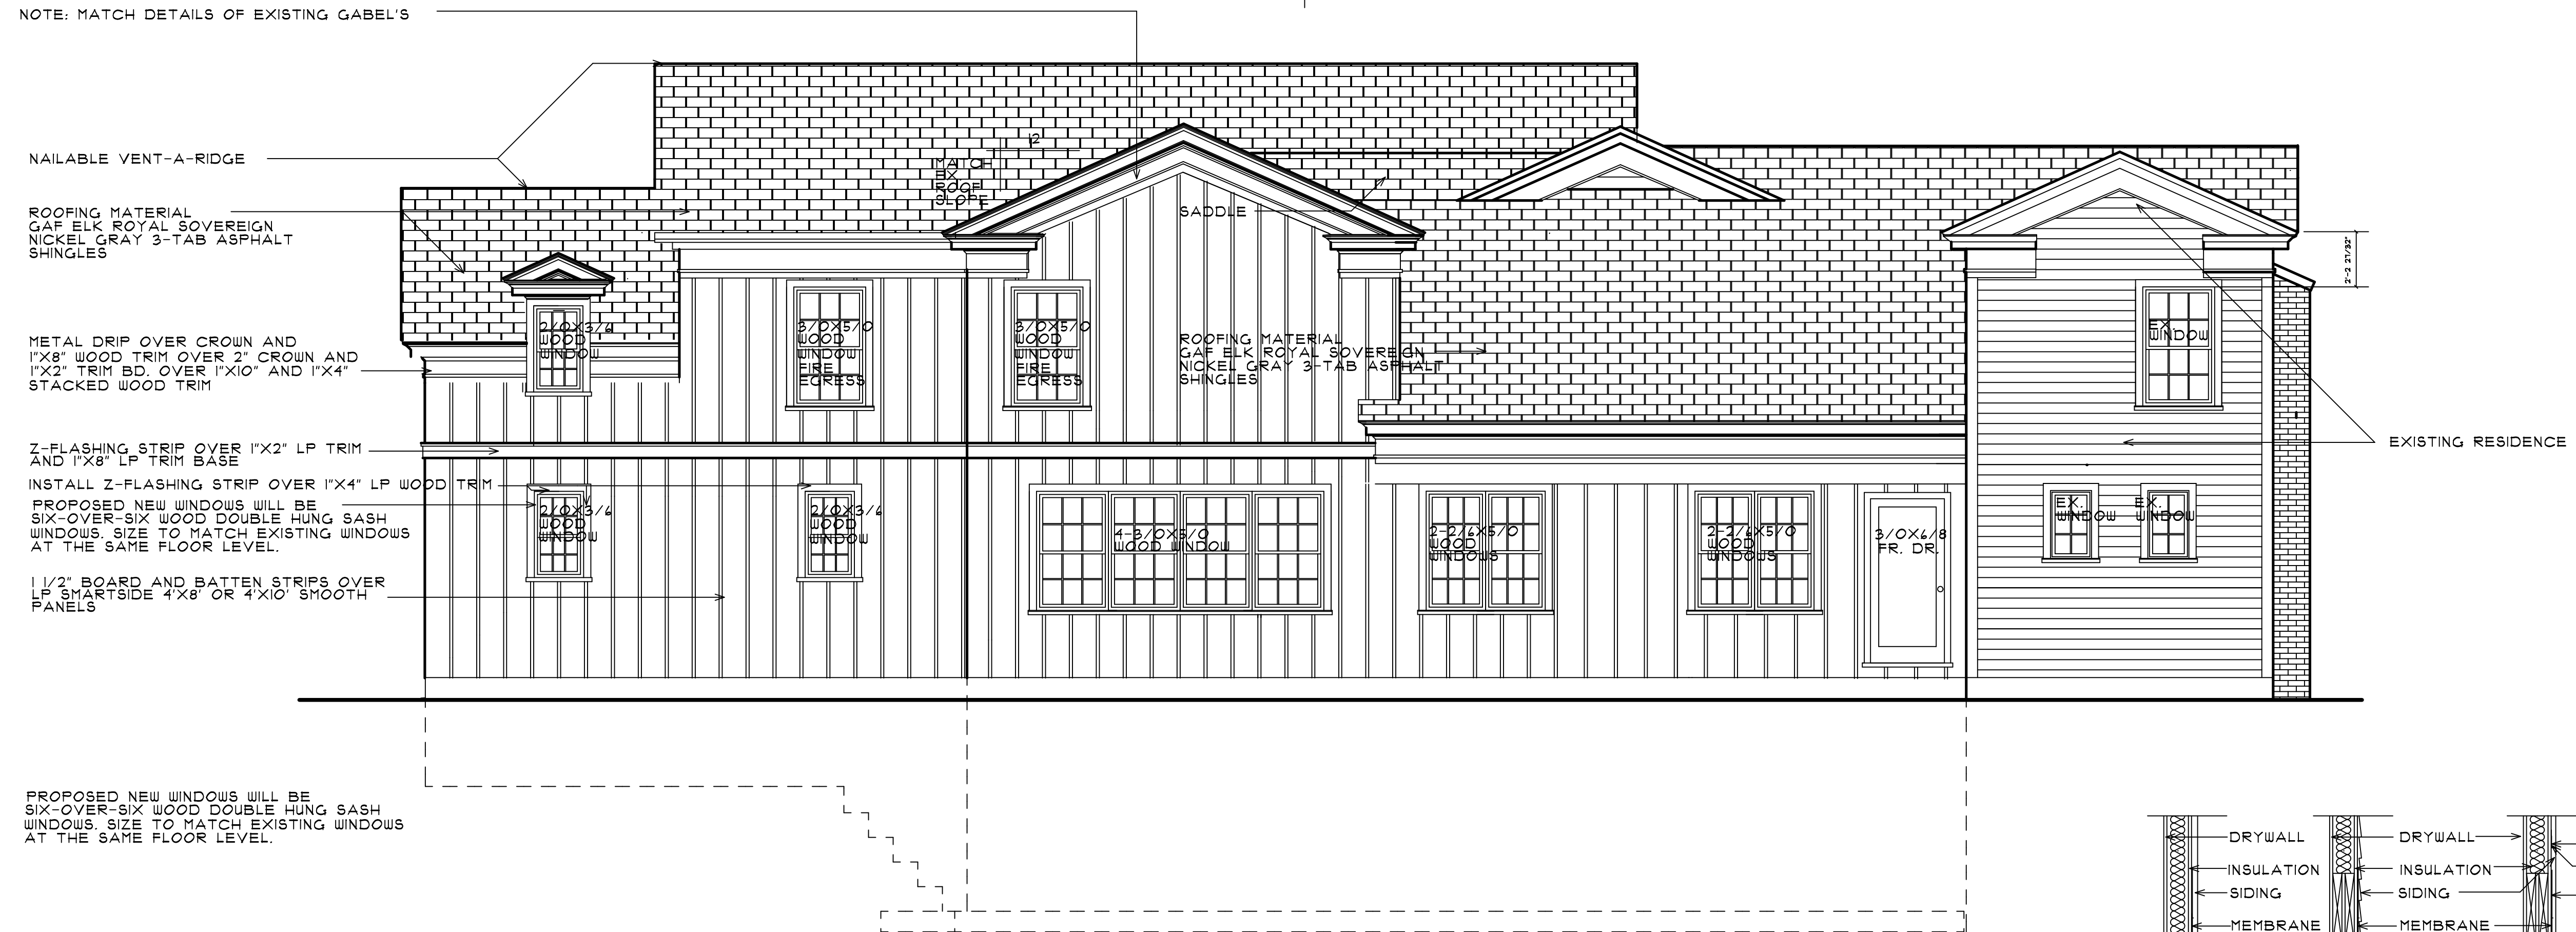 NOTE: MATCH DETAILS OF EXISTING GABEL'S
NAILABLE VENT-A-RIDGE
ROOFING MATERIAL
GAF ELK ROYAL SOVEREIGN
NICKEL GRAY 3-TAB ASPHALT
SHINGLES
METAL DRIP OVER CROWN AND
1"X8" WOOD TRIM OVER 2" CROWN AND
1"X2" TRIM BD. OVER 1"X10" AND 1"X4"
STACKED WOOD TRIM
Z-FLASHING STRIP OVER 1"X2" LP TRIM
AND 1"X8" LP TRIM BASE
INSTALL Z-FLASHING STRIP OVER 1"X4" LP WOOD TRIM
PROPOSED NEW WINDOWS WILL BE
SIX-OVER-SIX WOOD DOUBLE HUNG SASH
WINDOWS. SIZE TO MATCH EXISTING WINDOWS
AT THE SAME FLOOR LEVEL.
1 1/2" BOARD AND BATTEN STRIPS OVER
LP SMARTSIDE 4'X8' OR 4'X10' SMOOTH
PANELS
PROPOSED NEW WINDOWS WILL BE
SIX-OVER-SIX WOOD DOUBLE HUNG SASH
WINDOWS. SIZE TO MATCH EXISTING WINDOWS
AT THE SAME FLOOR LEVEL.
12
MATCH
EX.
ROOF
SLOPE
SADDLE
2/0X3/6
WOOD
WINDOW
3/0X5/0
WOOD
WINDOW
FIRE
EGRESS
3/0X5/0
WOOD
WINDOW
FIRE
EGRESS
ROOFING MATERIAL
GAF ELK ROYAL SOVEREIGN
NICKEL GRAY 3-TAB ASPHALT
SHINGLES
EX.
WINDOW
2'-2 27/32"
EXISTING RESIDENCE
2/0X3/6
WOOD
WINDOW
2/0X3/6
WOOD
WINDOW
4-3/0X5/0
WOOD WINDOW
2-2/6X5/0
WOOD
WINDOWS
2-2/6X5/0
WOOD
WINDOWS
3/0X6/8
FR. DR.
EX.
WINDOW
EX.
WINDOW
DRYWALL
INSULATION
SIDING
MEMBRANE
DRYWALL
INSULATION
SIDING
MEMBRANE